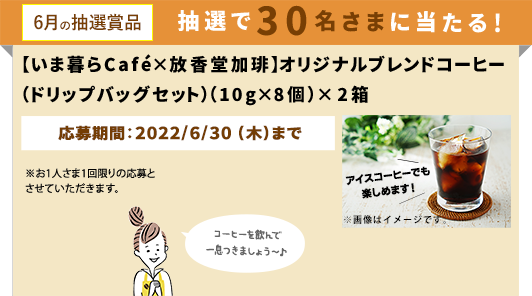 6月の抽選賞品
抽選で30名さまに当たる！
【いま暮らCafé×放香堂加琲】オリジナルブレンドコーヒー
（ドリップバッグセット）（10g×8個）×2箱
応募期間：2022/6/30（木）まで
※お1人さま1回限りの応募と
させていただきます。
アイスコーヒーでも
楽しめます！
※画像はイメージです。
コーヒーを飲んで
一息つきましょう～♪